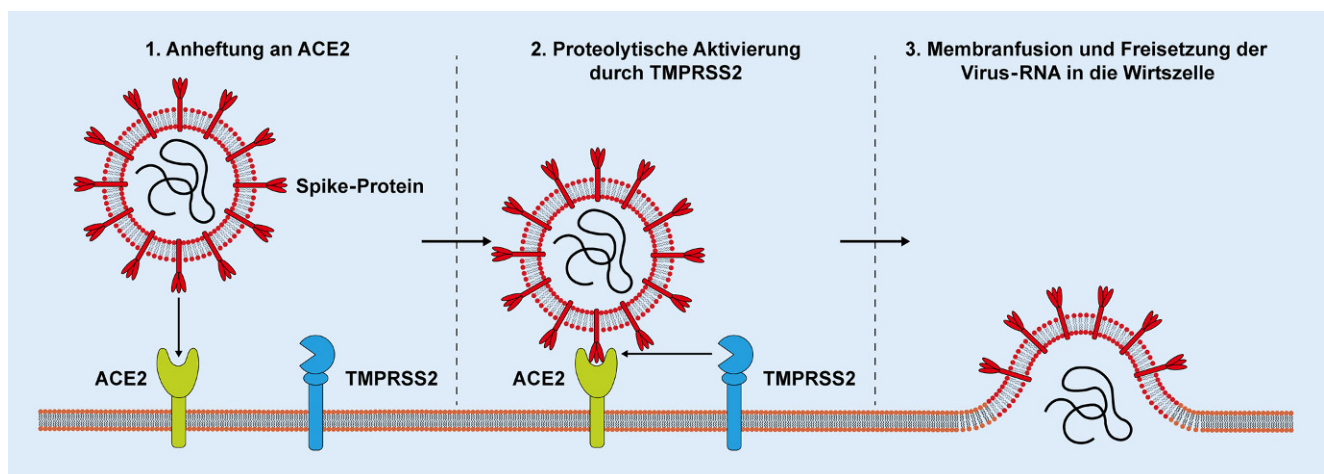 1. Anheftung an ACE2
Spike-Protein
ACE2
TMPRSS2
2. Proteolytische Aktivierung
durch TMPRSS2
ACE2
TMPRSS2
3. Membranfusion und Freisetzung der
Virus-RNA in die Wirtszelle